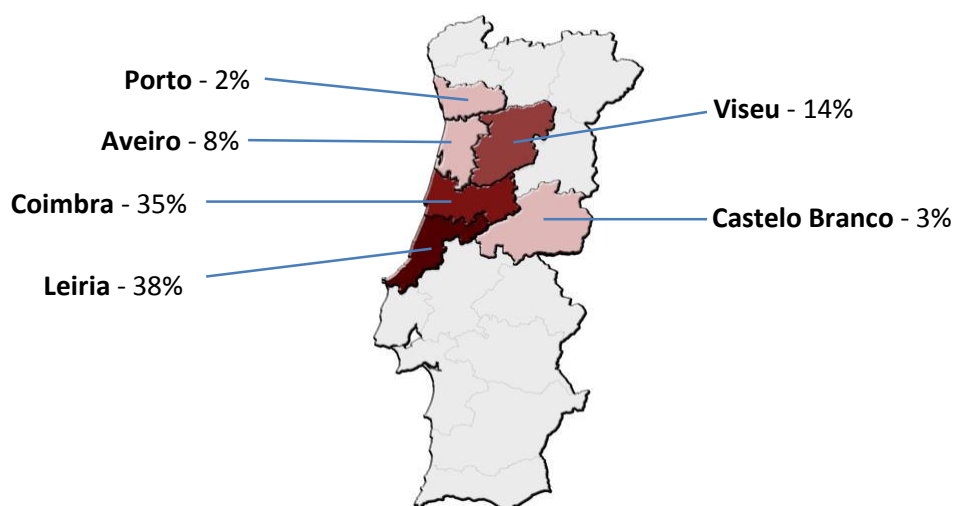 Porto - 2%
Aveiro - 8%
Coimbra - 35%
Leiria - 38%
Viseu - 14%
Castelo Branco - 3%